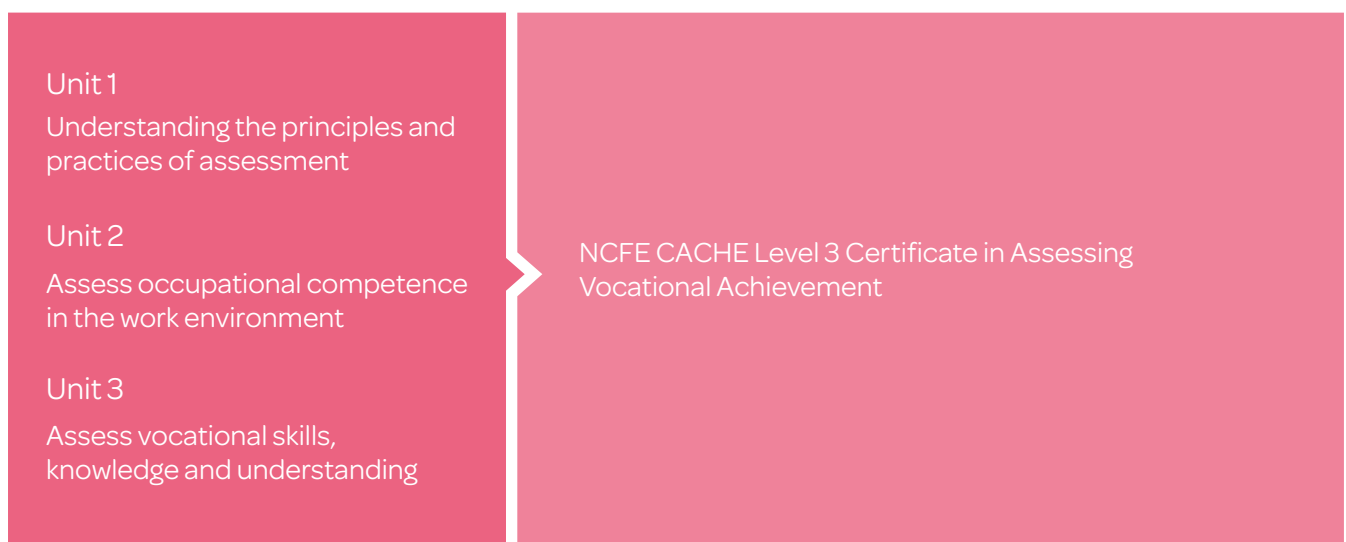 Unit 1
Understanding the principles and
practices of assessment
Unit 2
Assess occupational competence
in the work environment
Unit 3
Assess vocational skills,
knowledge and understanding
NCFE CACHE Level 3 Certificate in Assessing
Vocational Achievement